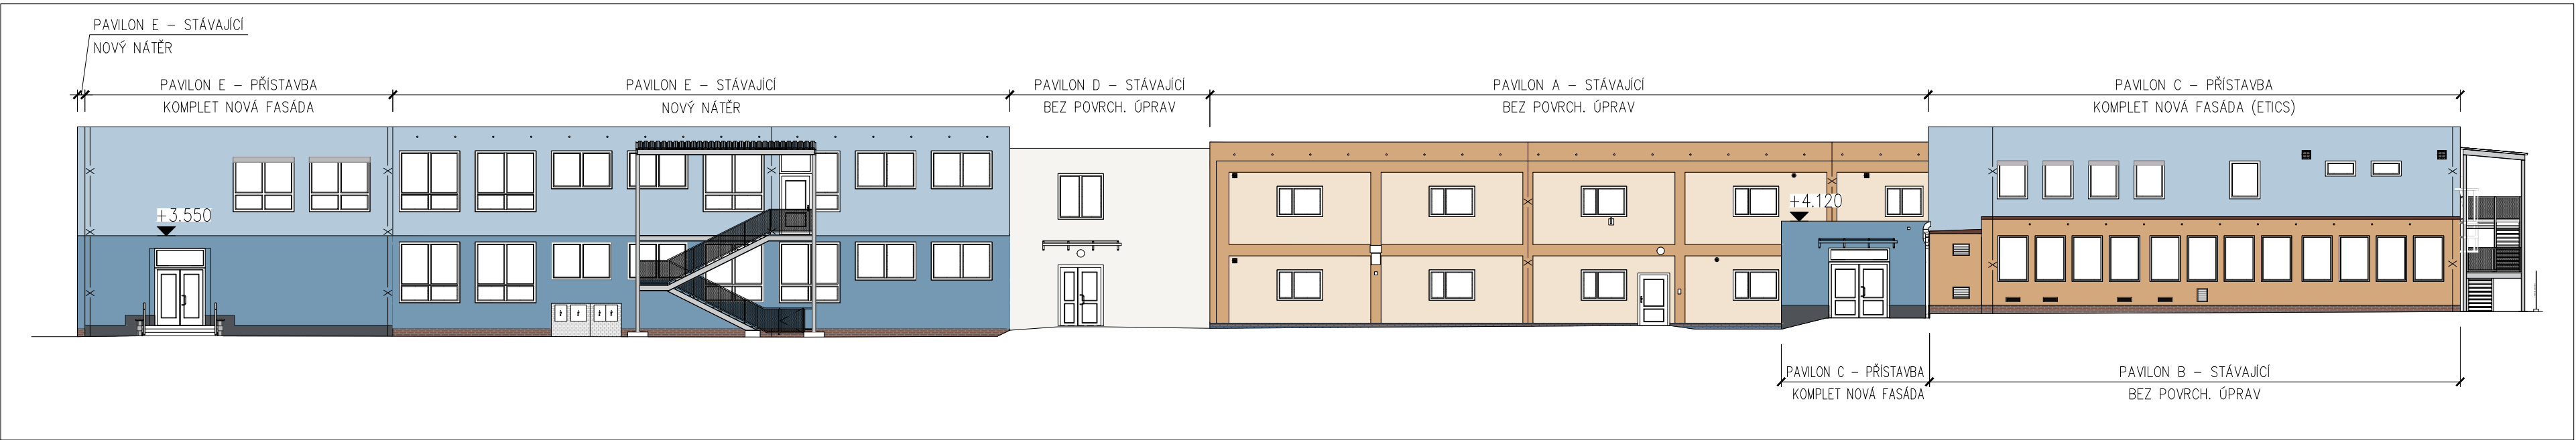 PAVILON E – STÁVAJÍCÍ
NOVÝ NÁTĚR
PAVILON E – PŘÍSTAVBA
KOMPLET NOVÁ FASÁDA
PAVILON E – STÁVAJÍCÍ
NOVÝ NÁTĚR
PAVILON D – STÁVAJÍCÍ
BEZ POVRCH. ÚPRAV
PAVILON A – STÁVAJÍCÍ
BEZ POVRCH. ÚPRAV
PAVILON C – PŘÍSTAVBA
KOMPLET NOVÁ FASÁDA (ETICS)
+3.550
+4.120
PAVILON C – PŘÍSTAVBA
KOMPLET NOVÁ FASÁDA
PAVILON B – STÁVAJÍCÍ
BEZ POVRCH. ÚPRAV